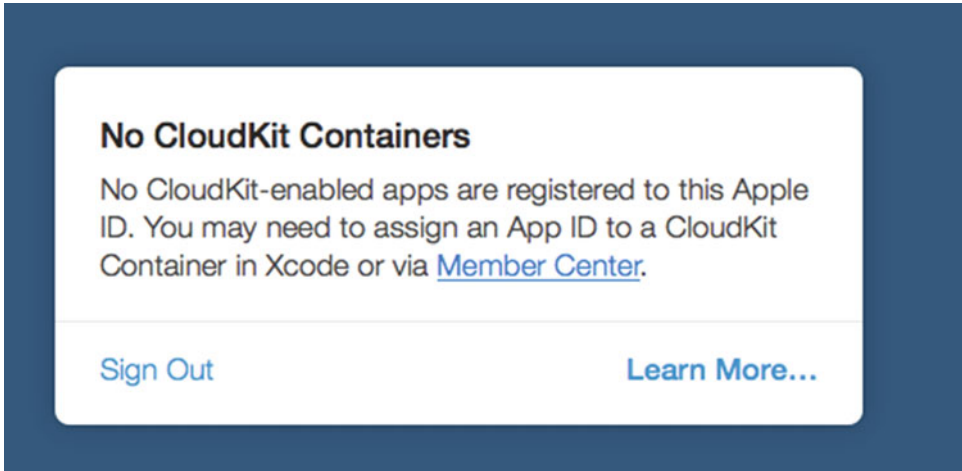 No CloudKit Containers
No CloudKit-enabled apps are registered to this Apple
ID. You may need to assign an App ID to a CloudKit
Container in Xcode or via Member Center.
Sign Out
Learn More...